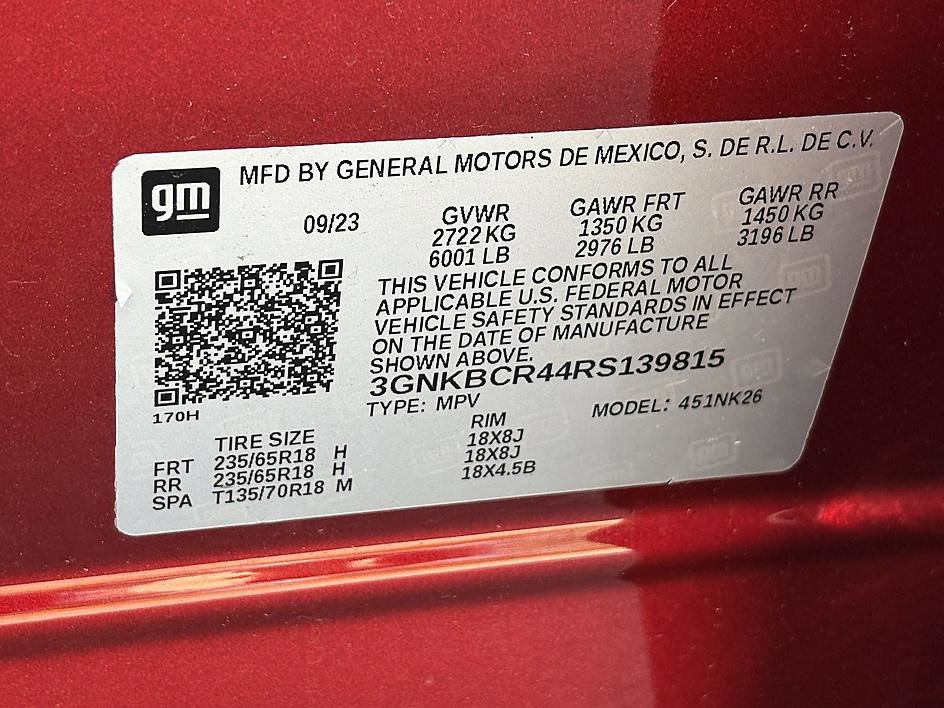 gm
MFD BY GENERAL MOTORS DE MEXICO, S. DE R.L. DE C.V.
09/23
GVWR
2722 KG
6001 LB
GAWR FRT
1350 KG
2976 LB
GAWR RR
1450 KG
3196 LB
THIS VEHICLE CONFORMS TO ALL
APPLICABLE U.S. FEDERAL MOTOR
VEHICLE SAFETY STANDARDS IN EFFECT
ON THE DATE OF MANUFACTURE
SHOWN ABOVE.
3GNKBCR44RS139815
TYPE: MPV MODEL: 451NK26
170H
TIRE SIZE RIM
FRT 235/65R18 H 18X8J
RR 235/65R18 H 18X8J
SPA T135/70R18 M 18X4.5B